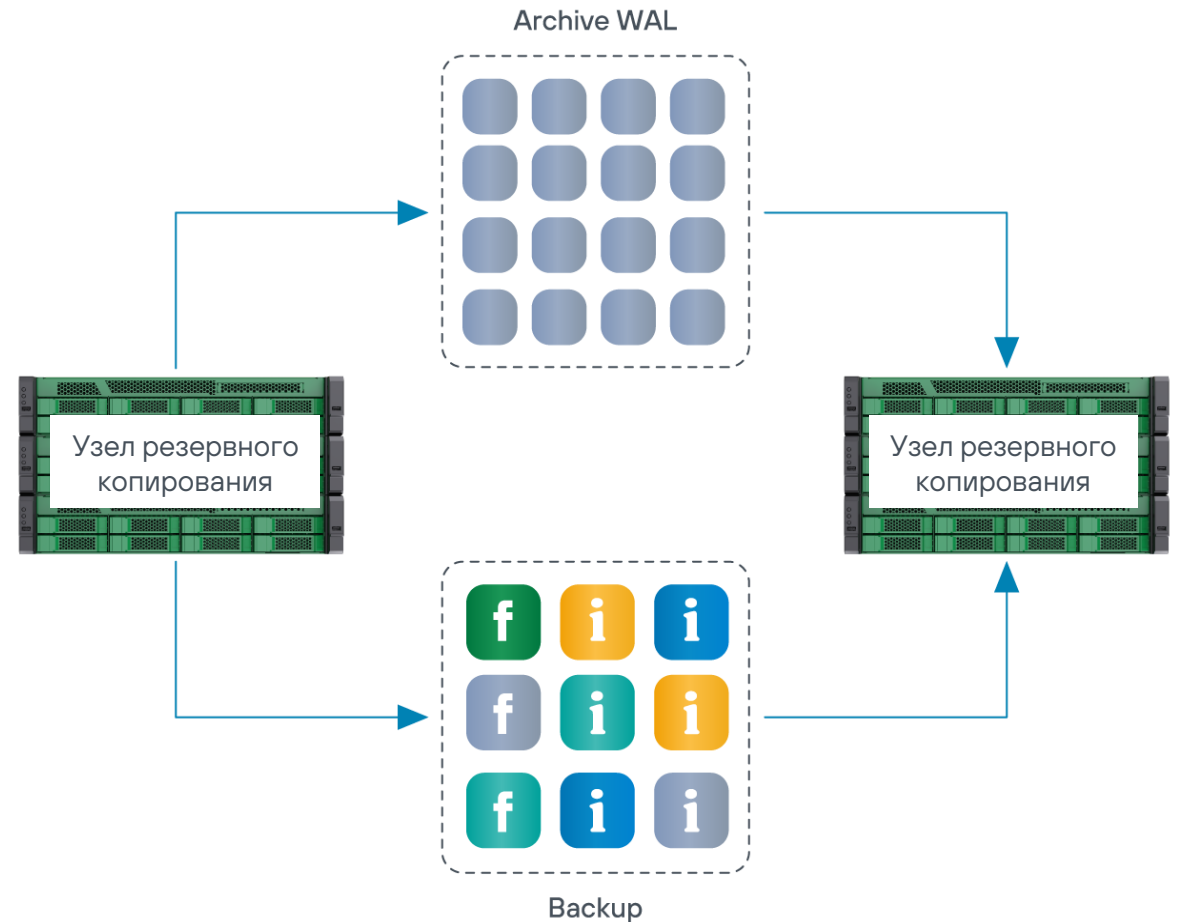 Archive WAL
Узел резервного
копирования
Узел резервного
копирования
f i i
f i i
f i i
Backup